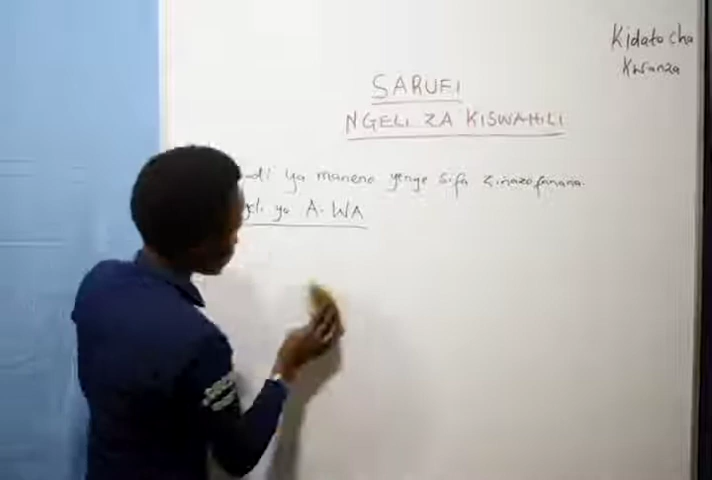 Kidato cha
Kwanza
SARUFI
NGELI ZA KISWAHILI
ya maneno yenye sifa zinazofanana.
ya A-WA